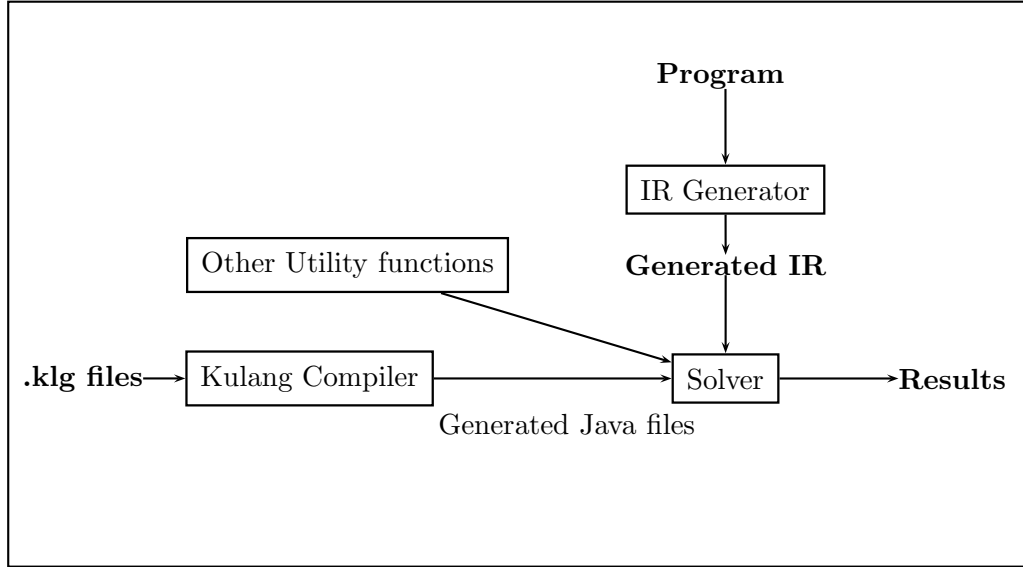 Program
IR Generator
Other Utility functions
Generated IR
.klg files
Kulang Compiler
Solver
Results
Generated Java files